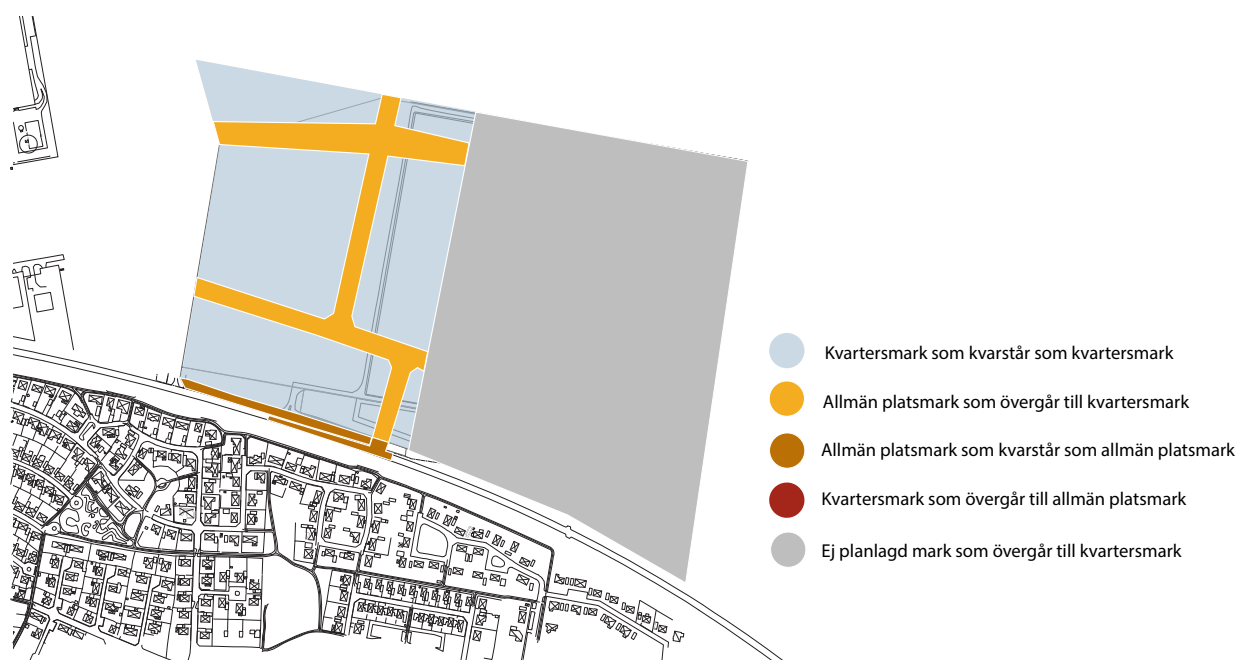 Kvartersmark som kvarstår som kvartersmark
Allmän platsmark som övergår till kvartersmark
Allmän platsmark som kvarstår som allmän platsmark
Kvartersmark som övergår till allmän platsmark
Ej planlagd mark som övergår till kvartersmark